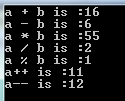 a + b is :16
a - b is :6
a * b is :55
a / b is :2
a % b is :1
a++ is :11
a-- is :12